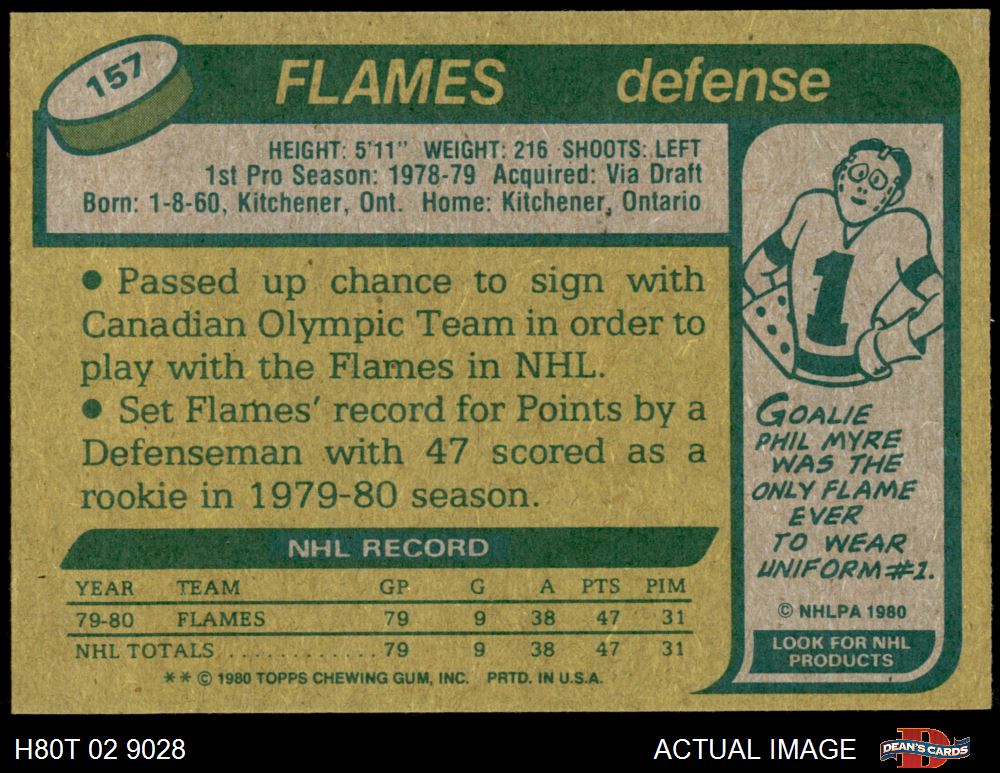 157
FLAMES defense
HEIGHT: 5'11" WEIGHT: 216 SHOOTS: LEFT
1st Pro Season: 1978-79 Acquired: Via Draft
Born: 1-8-60, Kitchener, Ont. Home: Kitchener, Ontario
● Passed up chance to sign with
Canadian Olympic Team in order to
play with the Flames in NHL.
● Set Flames' record for Points by a
Defenseman with 47 scored as a
rookie in 1979-80 season.
NHL RECORD
YEAR TEAM GP G A PTS PIM
79-80 FLAMES 79 9 38 47 31
NHL TOTALS ............ 79 9 38 47 31
** © 1980 TOPPS CHEWING GUM, INC. PRTD. IN U.S.A.
1
GOALIE
PHIL MYRE
WAS THE
ONLY FLAME
EVER
TO WEAR
UNIFORM #1.
© NHLPA 1980
LOOK FOR NHL
PRODUCTS
H80T 02 9028
ACTUAL IMAGE
DEAN'S CARDS